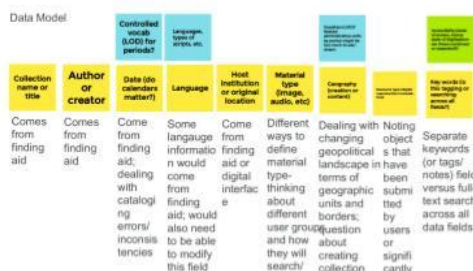 Data Model
Controlled
vocab
(LOD) for
periods?
Languages,
types of
scripts, etc.
Collection
name or
title
Author
or
creator
Date (do
calendars
matter?)
Language
Host
institution
or original
location
Material
type
(image,
audio, etc)
Geography
(creation or
content)
Key words (is
this tagging or
searching
across all
fields?)
Comes
from
finding
aid
Comes
from
finding
aid
Come
from
finding
aid;
dealing
with
catalogi
ng
errors/
inconsis
tencies
Some
langauge
informatio
n would
come
from
finding
aid; would
also need
to be able
to modify
this field
Come
from
finding
aid or
digital
interfac
e
Different
ways to
define
material
type-
thinking
about
different
user groups
and how
they will
search/
Dealing with
changing
geopolitical
landscape in
terms of
geographic
units and
borders;
question
about
creating
collection
Noting
object
s that
have
been
submi
tted
by
users
or
signifi
cantly
Separate
keywords
(or tags/
notes) field
versus full
text search
across all
data fields